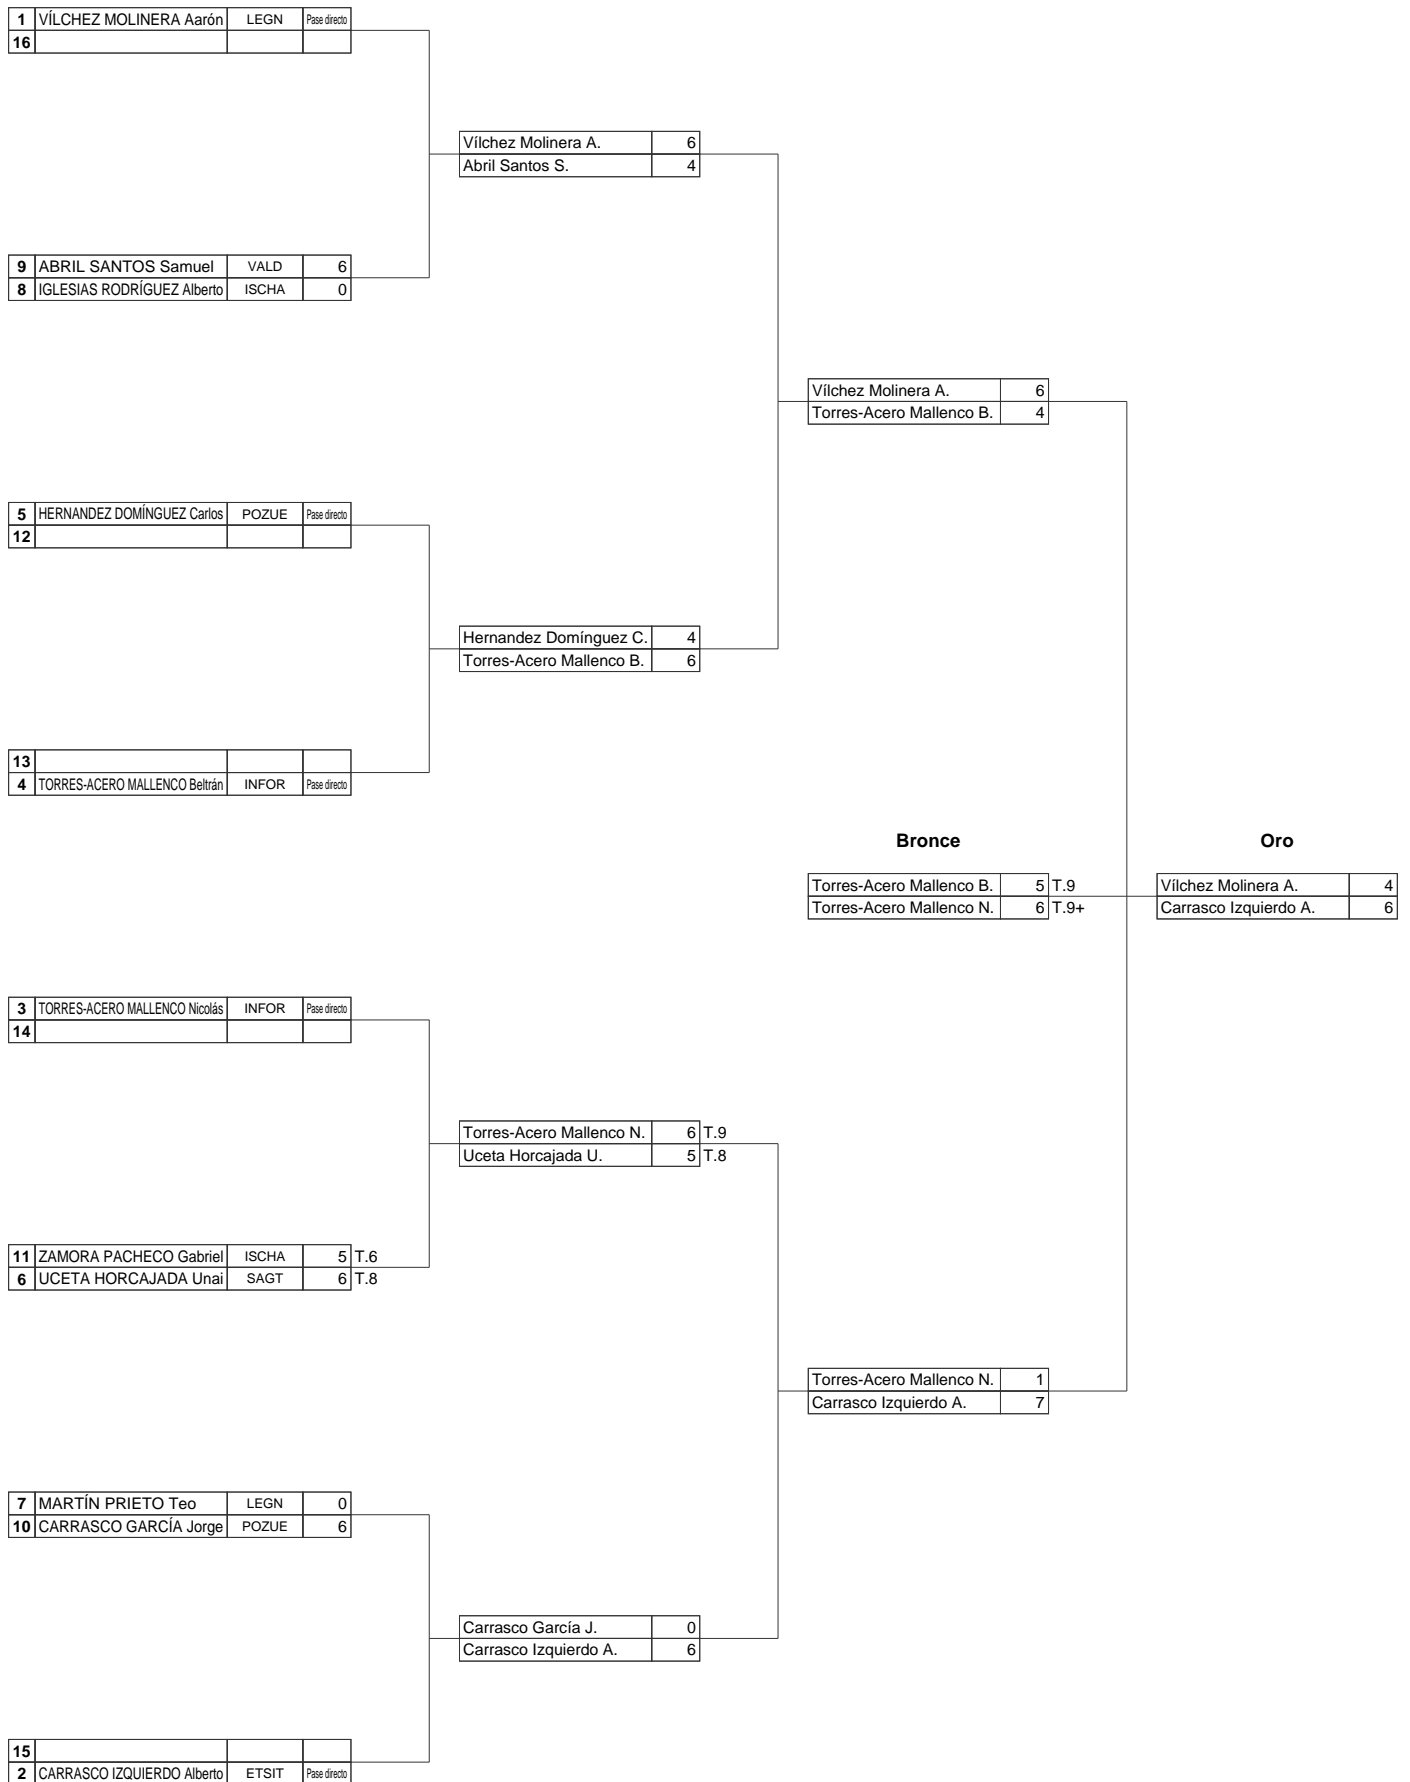 1 VÍLCHEZ MOLINERA Aarón LEGN Pase directo
16
Vílchez Molinera A. 6
Abril Santos S. 4
9 ABRIL SANTOS Samuel VALD 6
8 IGLESIAS RODRÍGUEZ Alberto ISCHA 0
Vílchez Molinera A. 6
Torres-Acero Mallenco B. 4
5 HERNANDEZ DOMÍNGUEZ Carlos POZUE Pase directo
12
Hernandez Domínguez C. 4
Torres-Acero Mallenco B. 6
13
4 TORRES-ACERO MALLENCO Beltrán INFOR Pase directo
Bronce Oro
Torres-Acero Mallenco B. 5 T.9 Vílchez Molinera A. 4
Torres-Acero Mallenco N. 6 T.9+ Carrasco Izquierdo A. 6
3 TORRES-ACERO MALLENCO Nicolás INFOR Pase directo
14
Torres-Acero Mallenco N. 6 T.9
Uceta Horcajada U. 5 T.8
11 ZAMORA PACHECO Gabriel ISCHA 5 T.6
6 UCETA HORCAJADA Unai SAGT 6 T.8
Torres-Acero Mallenco N. 1
Carrasco Izquierdo A. 7
7 MARTÍN PRIETO Teo LEGN 0
10 CARRASCO GARCÍA Jorge POZUE 6
Carrasco García J. 0
Carrasco Izquierdo A. 6
15
2 CARRASCO IZQUIERDO Alberto ETSIT Pase directo